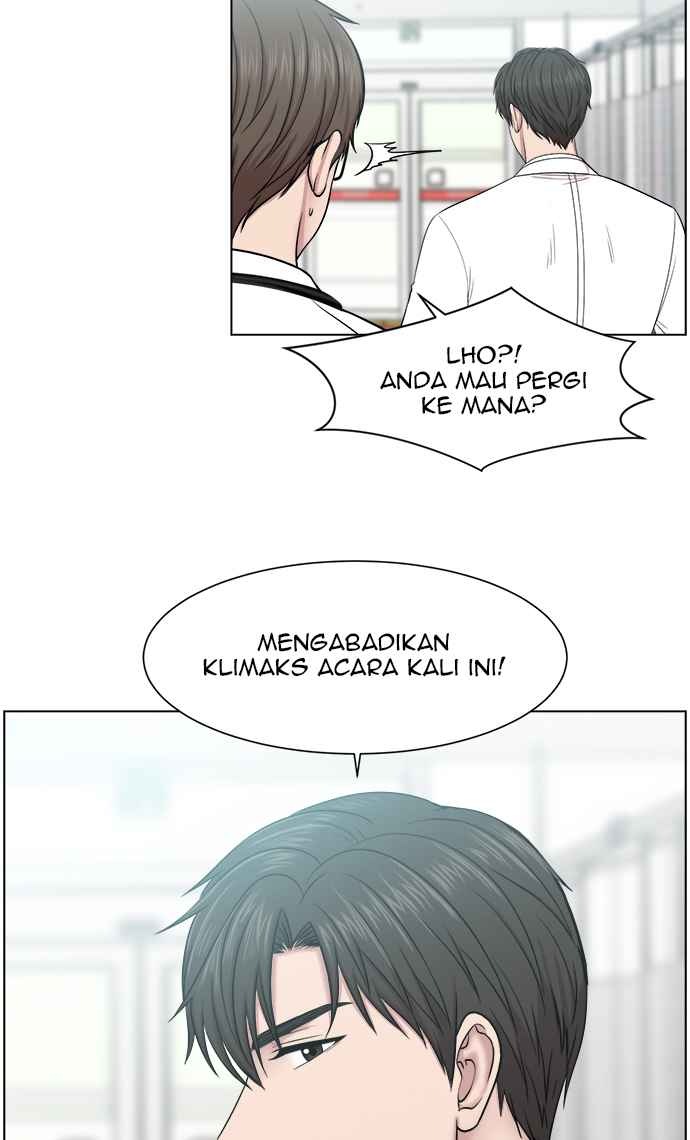 LHO?!
ANDA MAU PERGI
KE MANA?
MENGABADIKAN
KLIMAKS ACARA KALI INI!